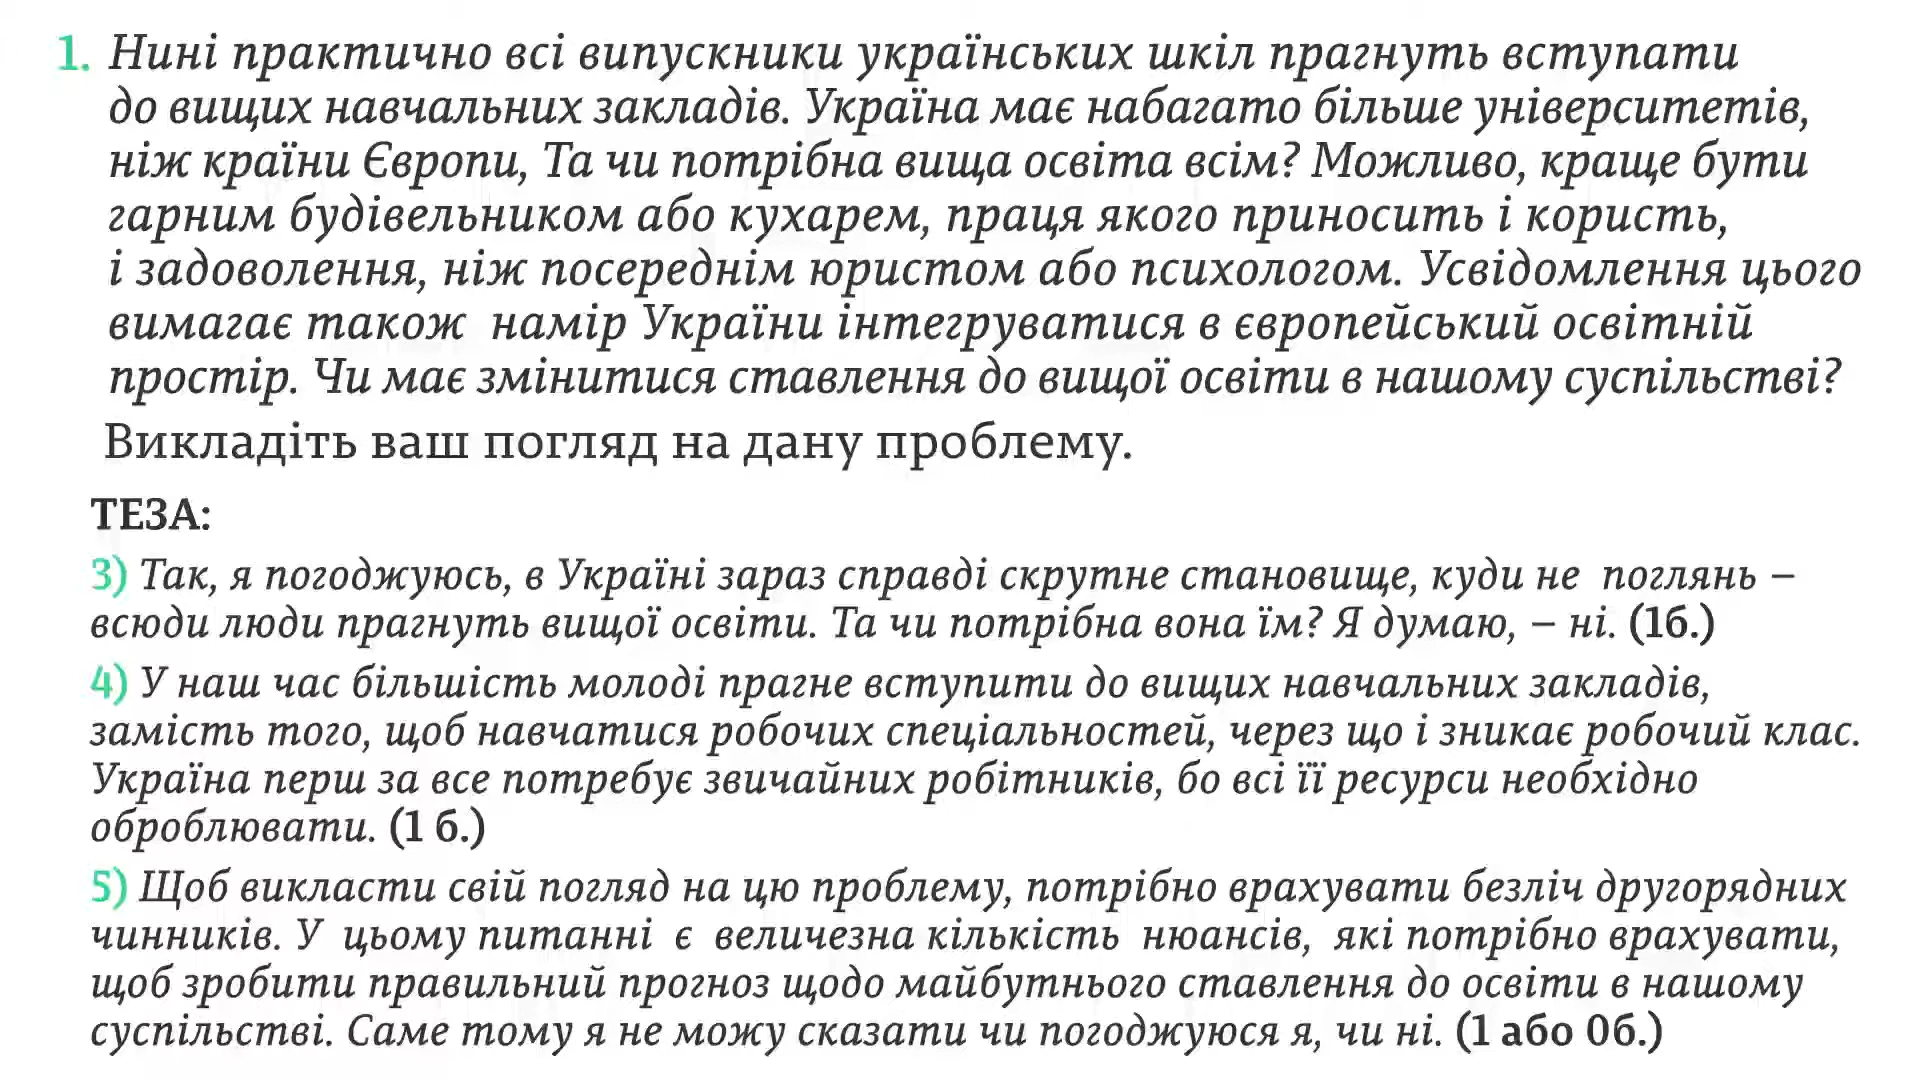 1. Нині практично всі випускники українських шкіл прагнуть вступати
до вищих навчальних закладів. Україна має набагато більше університетів,
ніж країни Європи, Та чи потрібна вища освіта всім? Можливо, краще бути
гарним будівельником або кухарем, праця якого приносить і користь,
і задоволення, ніж посереднім юристом або психологом. Усвідомлення цього
вимагає також намір України інтегруватися в європейський освітній
простір. Чи має змінитися ставлення до вищої освіти в нашому суспільстві?
Викладіть ваш погляд на дану проблему.
ТЕЗА:
3) Так, я погоджуюсь, в Україні зараз справді скрутне становище, куди не поглянь –
всюди люди прагнуть вищої освіти. Та чи потрібна вона їм? Я думаю, – ні. (1б.)
4) У наш час більшість молоді прагне вступити до вищих навчальних закладів,
замість того, щоб навчатися робочих спеціальностей, через що і зникає робочий клас.
Україна перш за все потребує звичайних робітників, бо всі її ресурси необхідно
оброблювати. (1 б.)
5) Щоб викласти свій погляд на цю проблему, потрібно врахувати безліч другорядних
чинників. У цьому питанні є величезна кількість нюансів, які потрібно врахувати,
щоб зробити правильний прогноз щодо майбутнього ставлення до освіти в нашому
суспільстві. Саме тому я не можу сказати чи погоджуюся я, чи ні. (1 або 0б.)